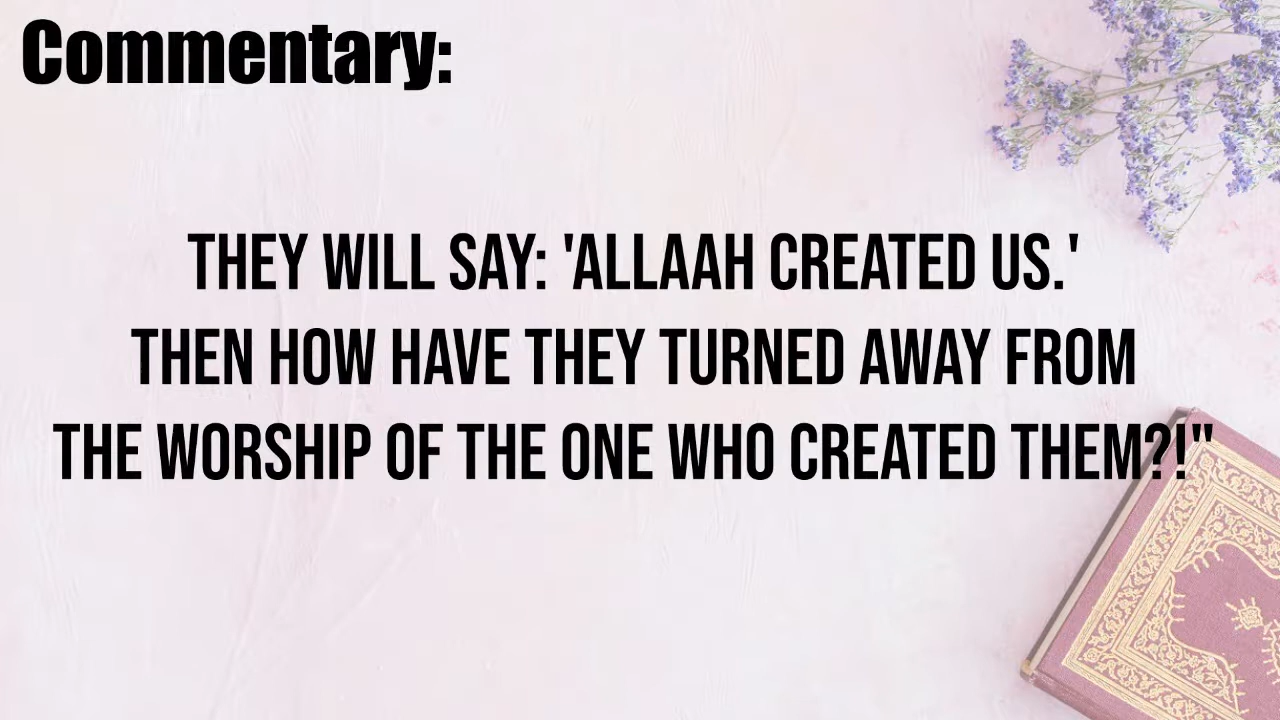 Commentary:
THEY WILL SAY: 'ALLAAH CREATED US.'
THEN HOW HAVE THEY TURNED AWAY FROM
THE WORSHIP OF THE ONE WHO CREATED THEM?!"